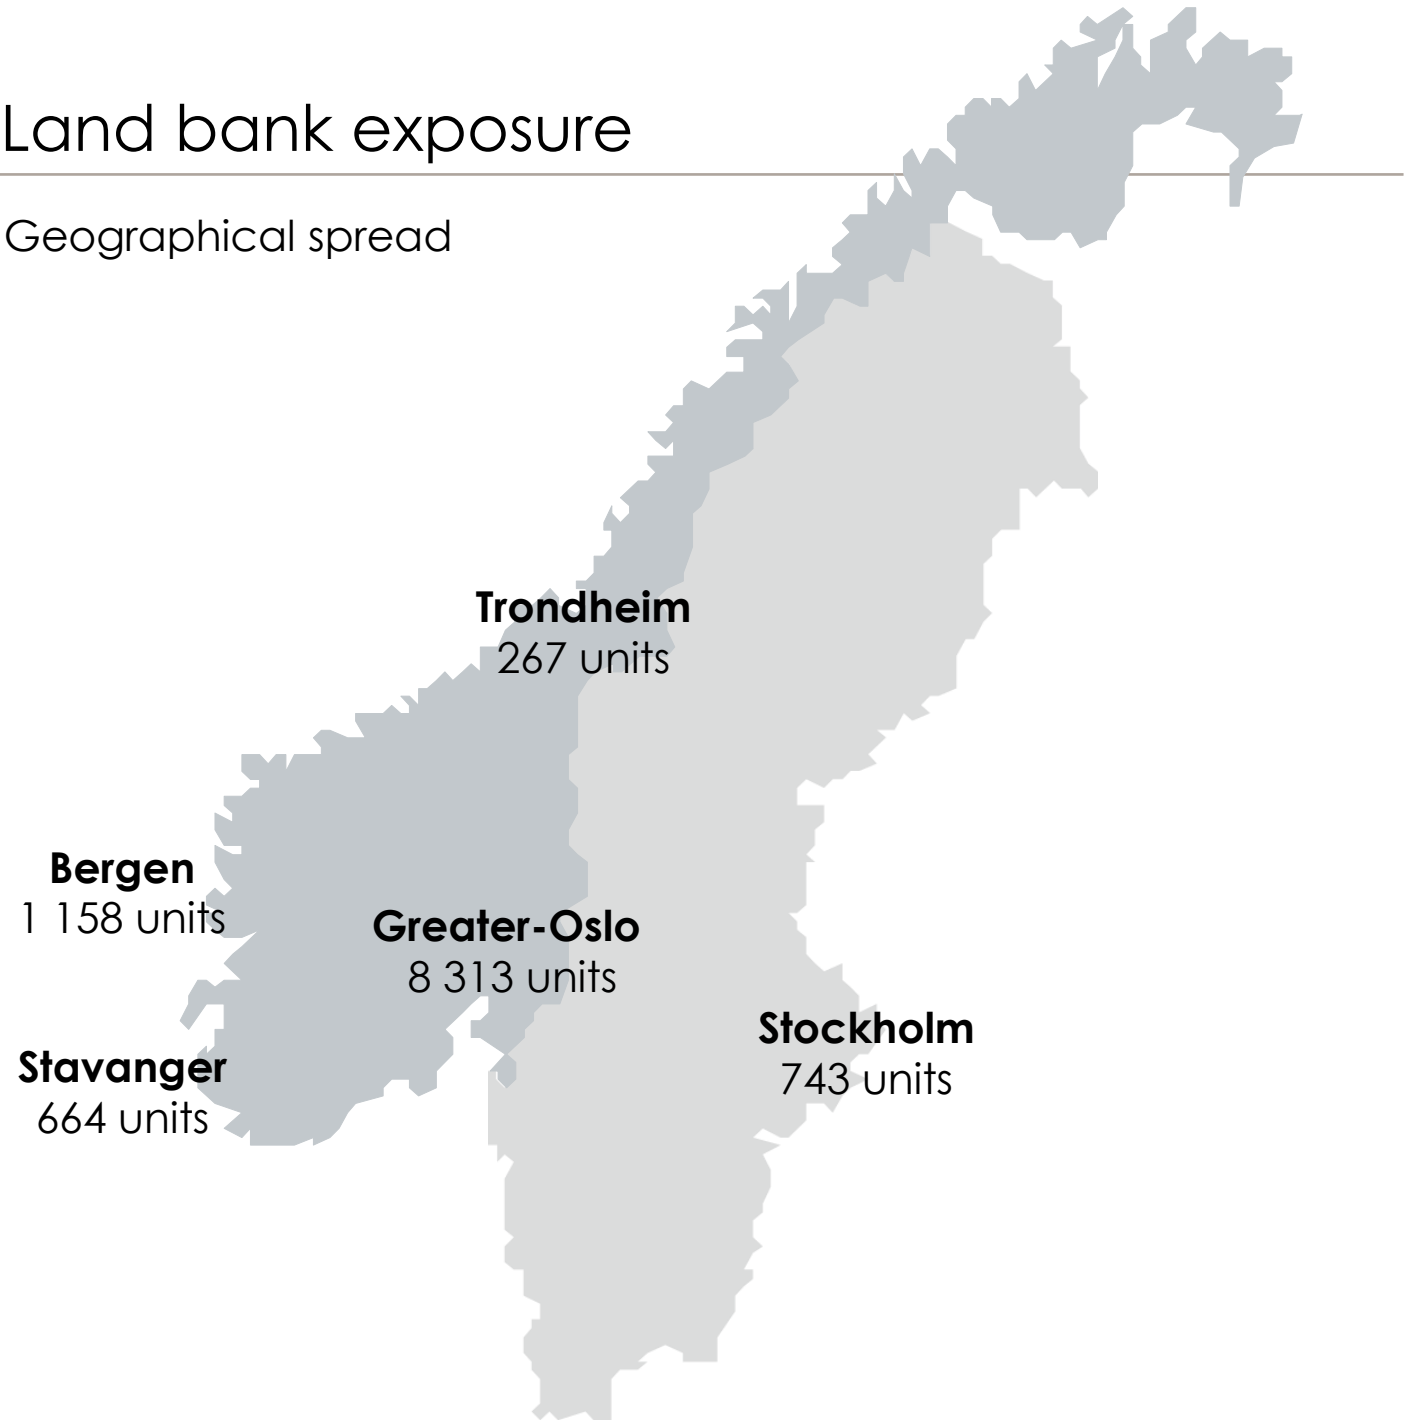 Land bank exposure
Geographical spread
Trondheim
267 units
Bergen
1 158 units
Greater-Oslo
8 313 units
Stockholm
743 units
Stavanger
664 units